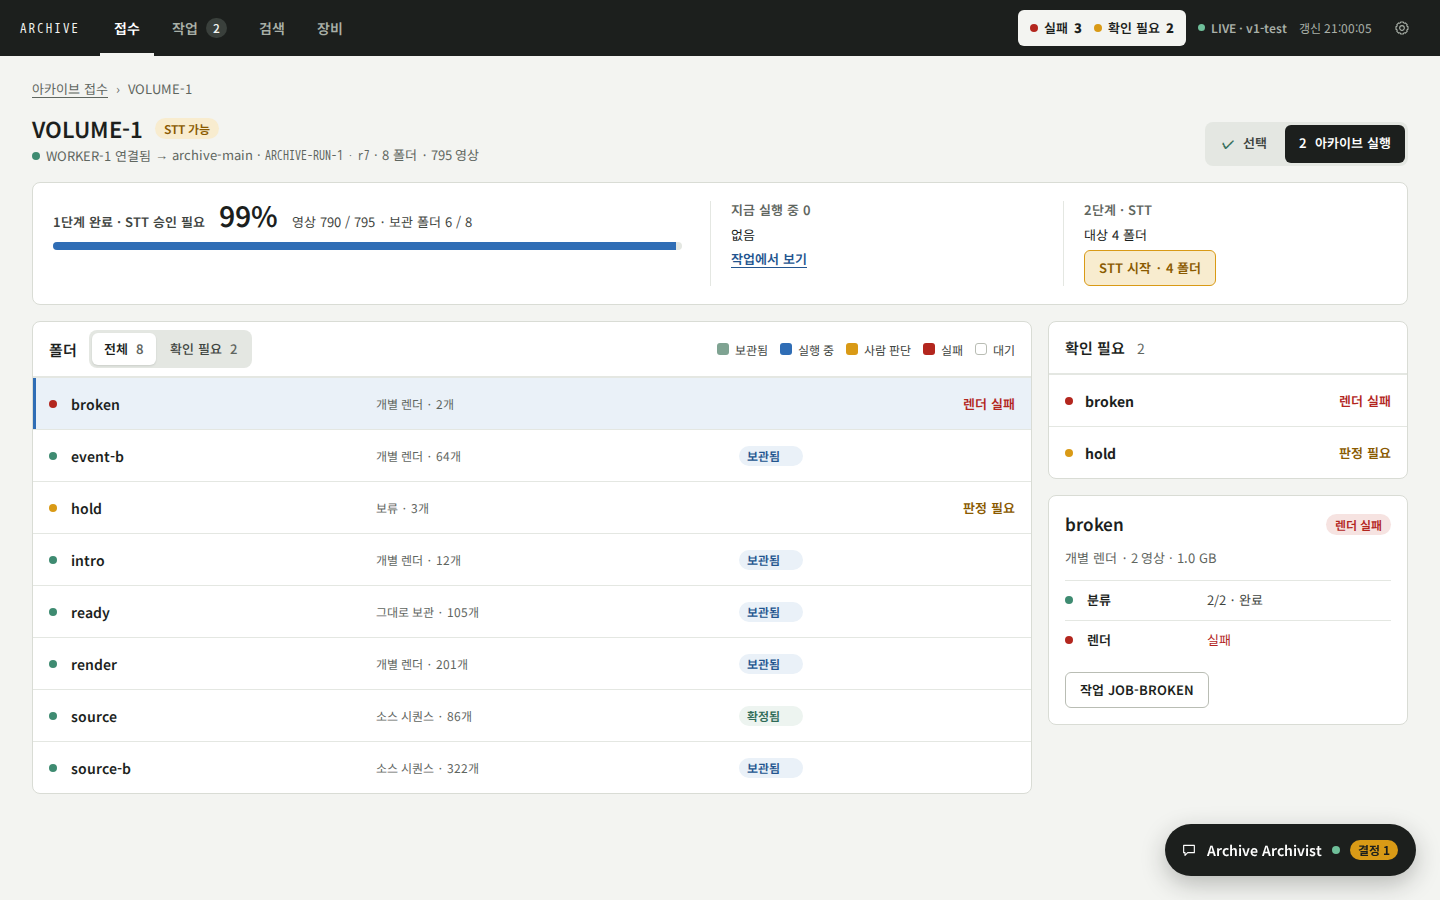 ARCHIVE 접수 작업 2 검색 장비 실패 3 확인 필요 2 LIVE · v1-test 갱신 21:00:05
아카이브 접수 › VOLUME-1
VOLUME-1 STT 가능
WORKER-1 연결됨 → archive-main · ARCHIVE-RUN-1 · r7 · 8 폴더 · 795 영상
선택 2 아카이브 실행
1단계 완료 · STT 승인 필요 99% 영상 790 / 795 · 보관 폴더 6 / 8
지금 실행 중 0
없음
작업에서 보기
2단계 · STT
대상 4 폴더
STT 시작 · 4 폴더
폴더 전체 8 확인 필요 2 보관됨 실행 중 사람 판단 실패 대기
broken 개별 렌더 · 2개 렌더 실패
event-b 개별 렌더 · 64개 보관됨
hold 보류 · 3개 판정 필요
intro 개별 렌더 · 12개 보관됨
ready 그대로 보관 · 105개 보관됨
render 개별 렌더 · 201개 보관됨
source 소스 시퀀스 · 86개 확정됨
source-b 소스 시퀀스 · 322개 보관됨
확인 필요 2
broken 렌더 실패
hold 판정 필요
broken 렌더 실패
개별 렌더 · 2 영상 · 1.0 GB
분류 2/2 · 완료
렌더 실패
작업 JOB-BROKEN
Archive Archivist 결정 1